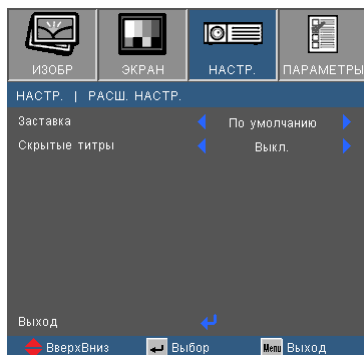 ИЗОБР ЭКРАН НАСТР. ПАРАМЕТРЫ
НАСТР. | РАСШ. НАСТР.
Заставка По умолчанию
Скрытые титры Выкл.
Выход
ВверхВниз Выбор Menu Выход